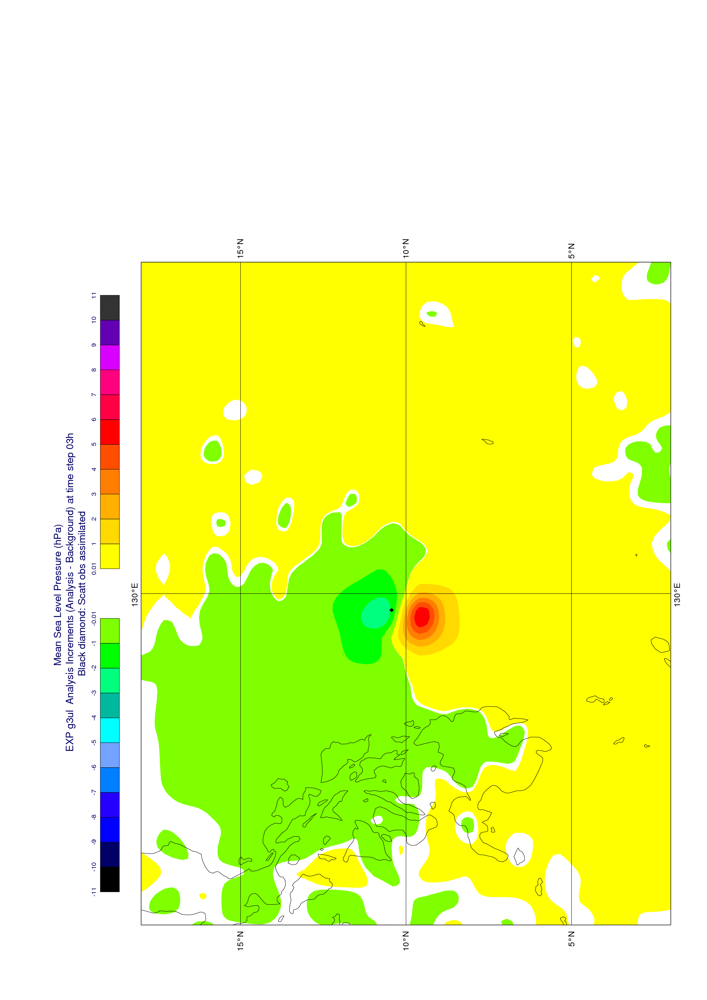 Mean Sea Level Pressure (hPa)
EXP g3ul Analysis Increments (Analysis - Background) at time step 03h
Black diamond: Scatt obs assimilated
-11 -10 -9 -8 -7 -6 -5 -4 -3 -2 -1 -0.01 0.01 1 2 3 4 5 6 7 8 9 10 11
130°E
15°N 15°N
10°N 10°N
5°N 5°N
130°E